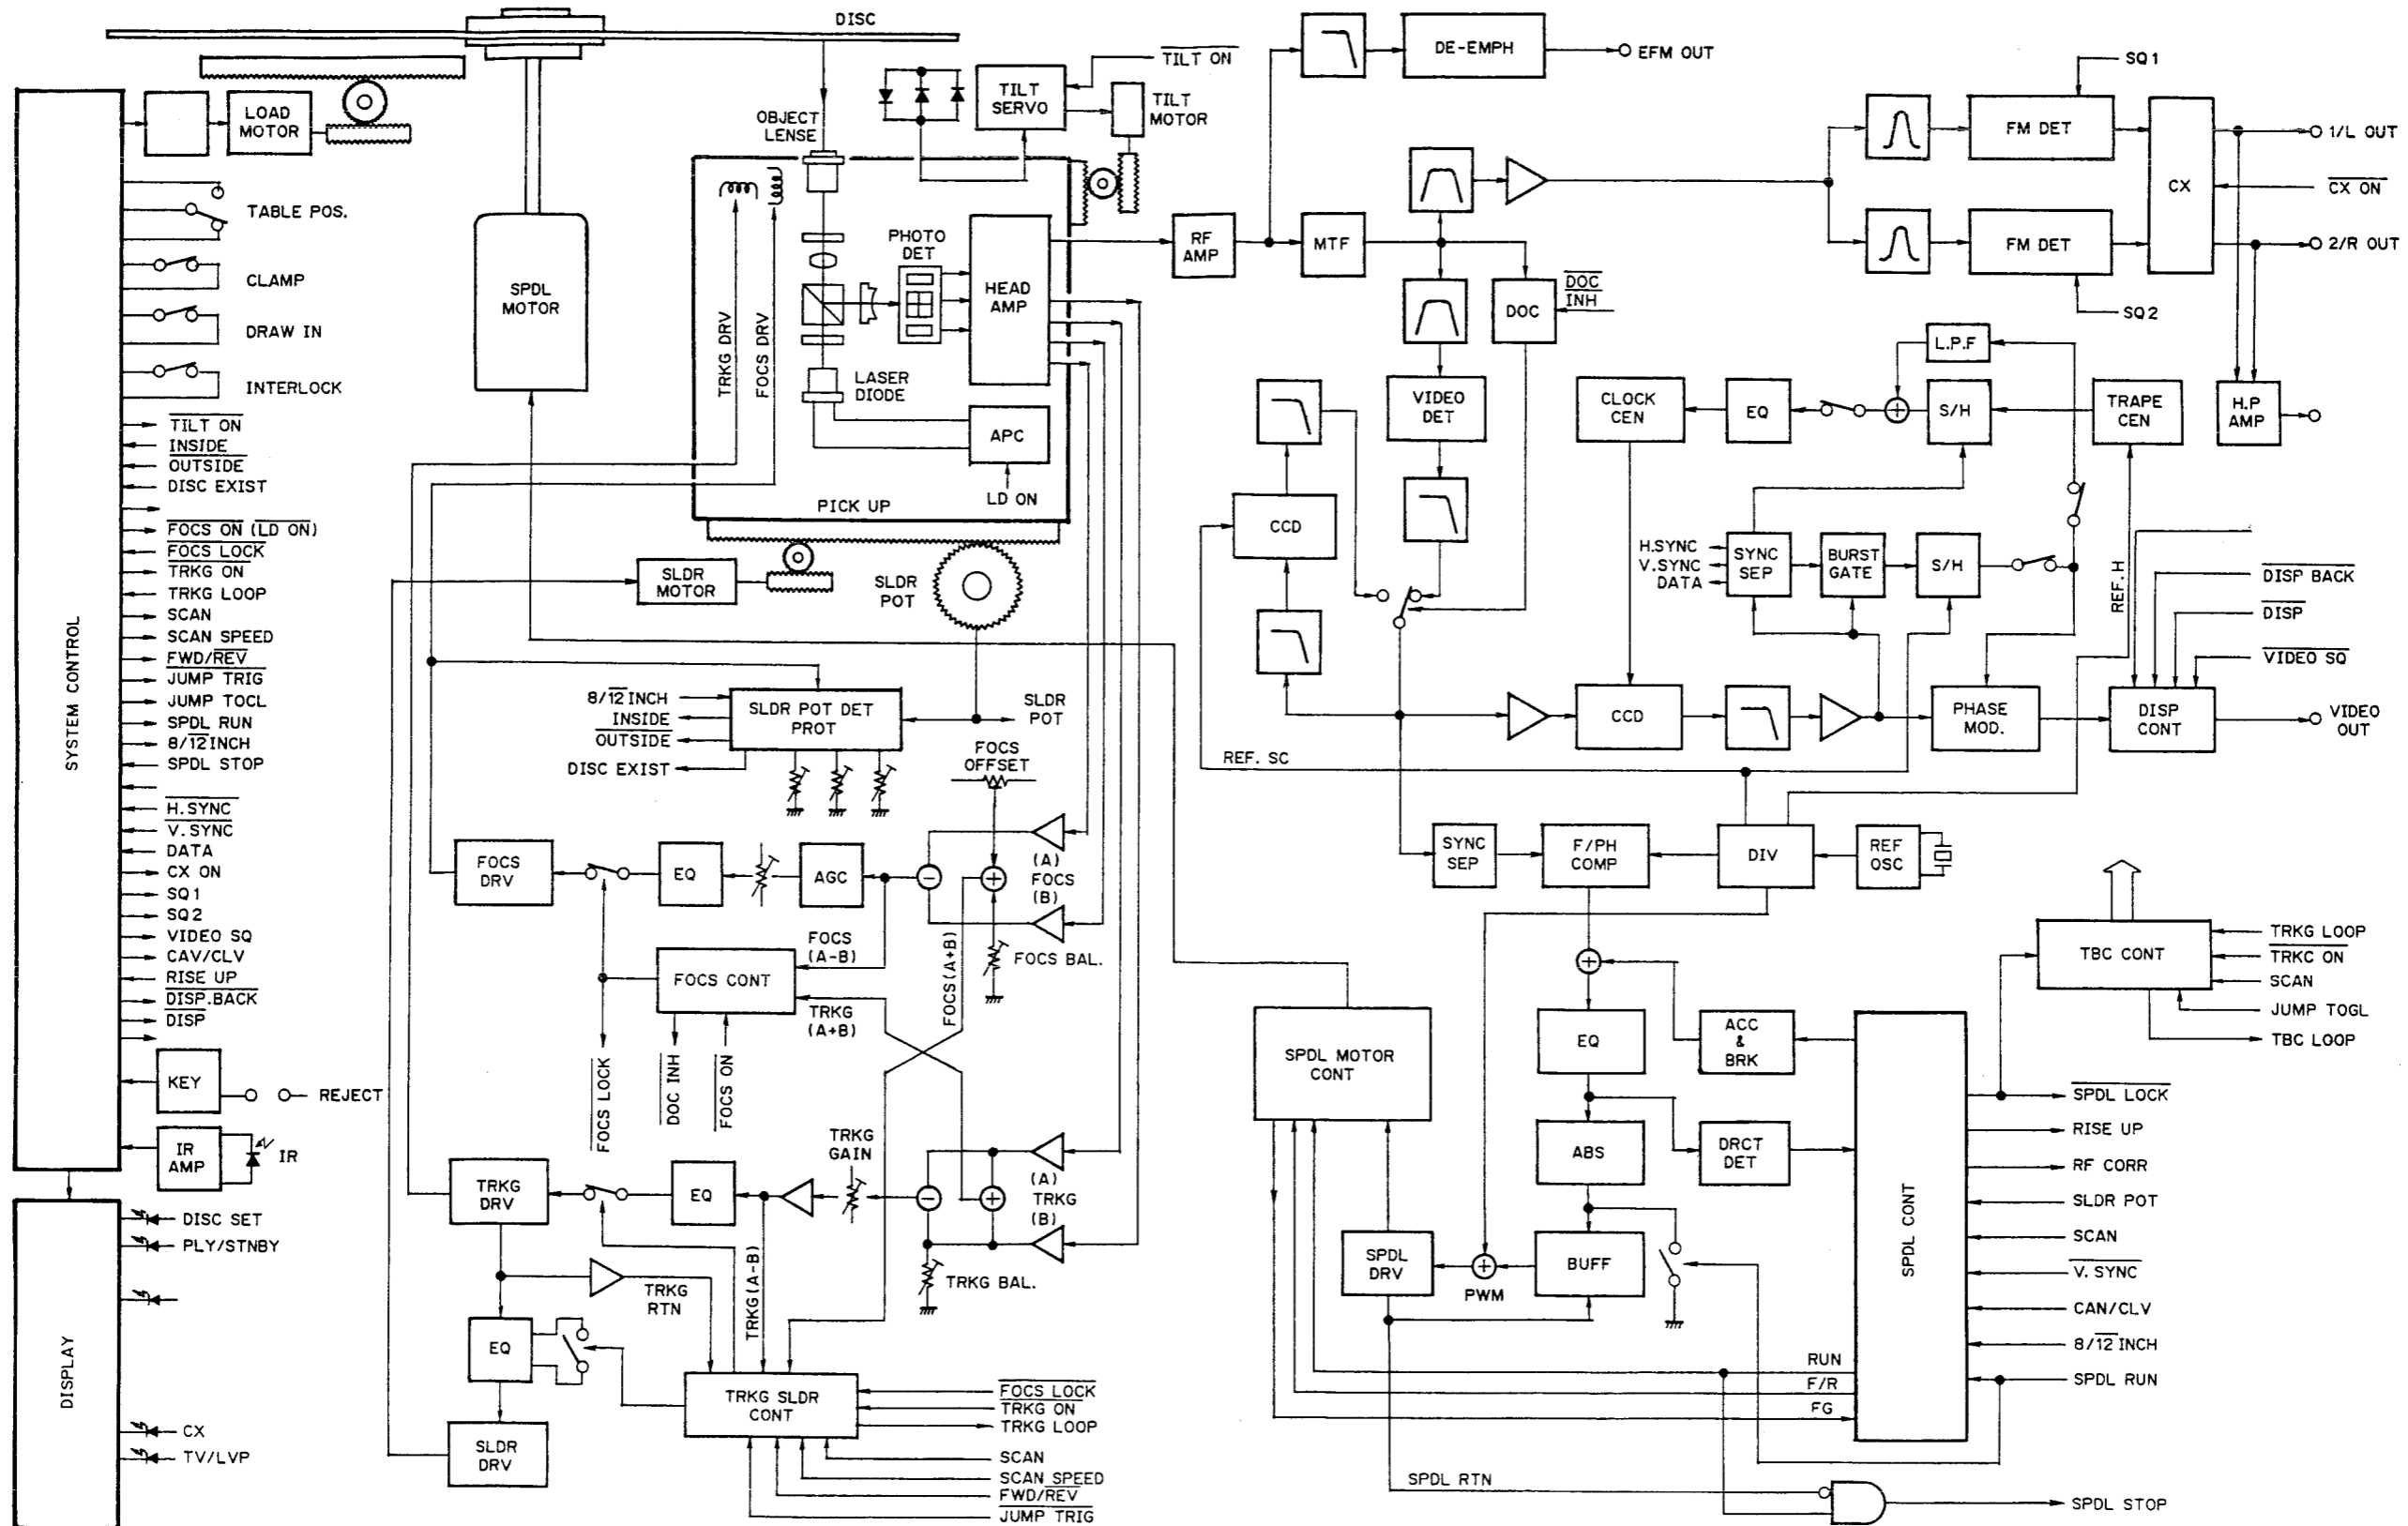 DISC
TILT ON
TILT
SERVO
TILT
MOTOR
OBJECT
LENSE
LOAD
MOTOR
TABLE POS.
CLAMP
DRAW IN
INTERLOCK
TILT ON
INSIDE
OUTSIDE
DISC EXIST
FOCS ON (LD ON)
FOCS LOCK
TRKG ON
TRKG LOOP
SCAN
SCAN SPEED
FWD/REV
JUMP TRIG
JUMP TOCL
SPDL RUN
8/12 INCH
SPDL STOP
H.SYNC
V.SYNC
DATA
CX ON
SQ1
SQ2
VIDEO SQ
CAV/CLV
RISE UP
DISP.BACK
DISP
SYSTEM CONTROL
KEY
REJECT
IR
AMP
IR
DISPLAY
DISC SET
PLY/STNBY
CX
TV/LVP
SPDL
MOTOR
TRKG DRV
FOCS DRV
PHOTO
DET
HEAD
AMP
LASER
DIODE
APC
LD ON
PICK UP
SLDR
MOTOR
SLDR
POT
8/12 INCH
INSIDE
OUTSIDE
DISC EXIST
SLDR POT DET
PROT
SLDR
POT
FOCS
OFFSET
FOCS
DRV
EQ
AGC
(A)
FOCS
(B)
FOCS BAL.
FOCS
(A-B)
FOCS CONT
TRKG
(A+B)
FOCS(A+B)
FOCS LOCK
DOC INH
FOCS ON
TRKG
GAIN
TRKG
DRV
EQ
(A)
TRKG
(B)
TRKG BAL.
TRKG
RTN
TRKG(A-B)
EQ
SLDR
DRV
TRKG SLDR
CONT
FOCS LOCK
TRKG ON
TRKG LOOP
SCAN
SCAN SPEED
FWD/REV
JUMP TRIG
DE-EMPH
EFM OUT
RF
AMP
MTF
DOC
DOC
INH
VIDEO
DET
CCD
SQ1
FM DET
FM DET
SQ2
CX
1/L OUT
CX ON
2/R OUT
L.P.F
CLOCK
CEN
EQ
S/H
TRAPE
CEN
H.P
AMP
H.SYNC
V.SYNC
DATA
SYNC
SEP
BURST
GATE
S/H
REF.H
DISP BACK
DISP
VIDEO SQ
CCD
PHASE
MOD.
DISP
CONT
VIDEO
OUT
REF. SC
SYNC
SEP
F/PH
COMP
DIV
REF
OSC
TBC CONT
TRKG LOOP
TRKC ON
SCAN
JUMP TOGL
TBC LOOP
SPDL MOTOR
CONT
EQ
ACC
&
BRK
ABS
DRCT
DET
SPDL
DRV
PWM
BUFF
SPDL CONT
SPDL LOCK
RISE UP
RF CORR
SLDR POT
SCAN
V. SYNC
CAN/CLV
8/12 INCH
SPDL RUN
RUN
F/R
FG
SPDL RTN
SPDL STOP